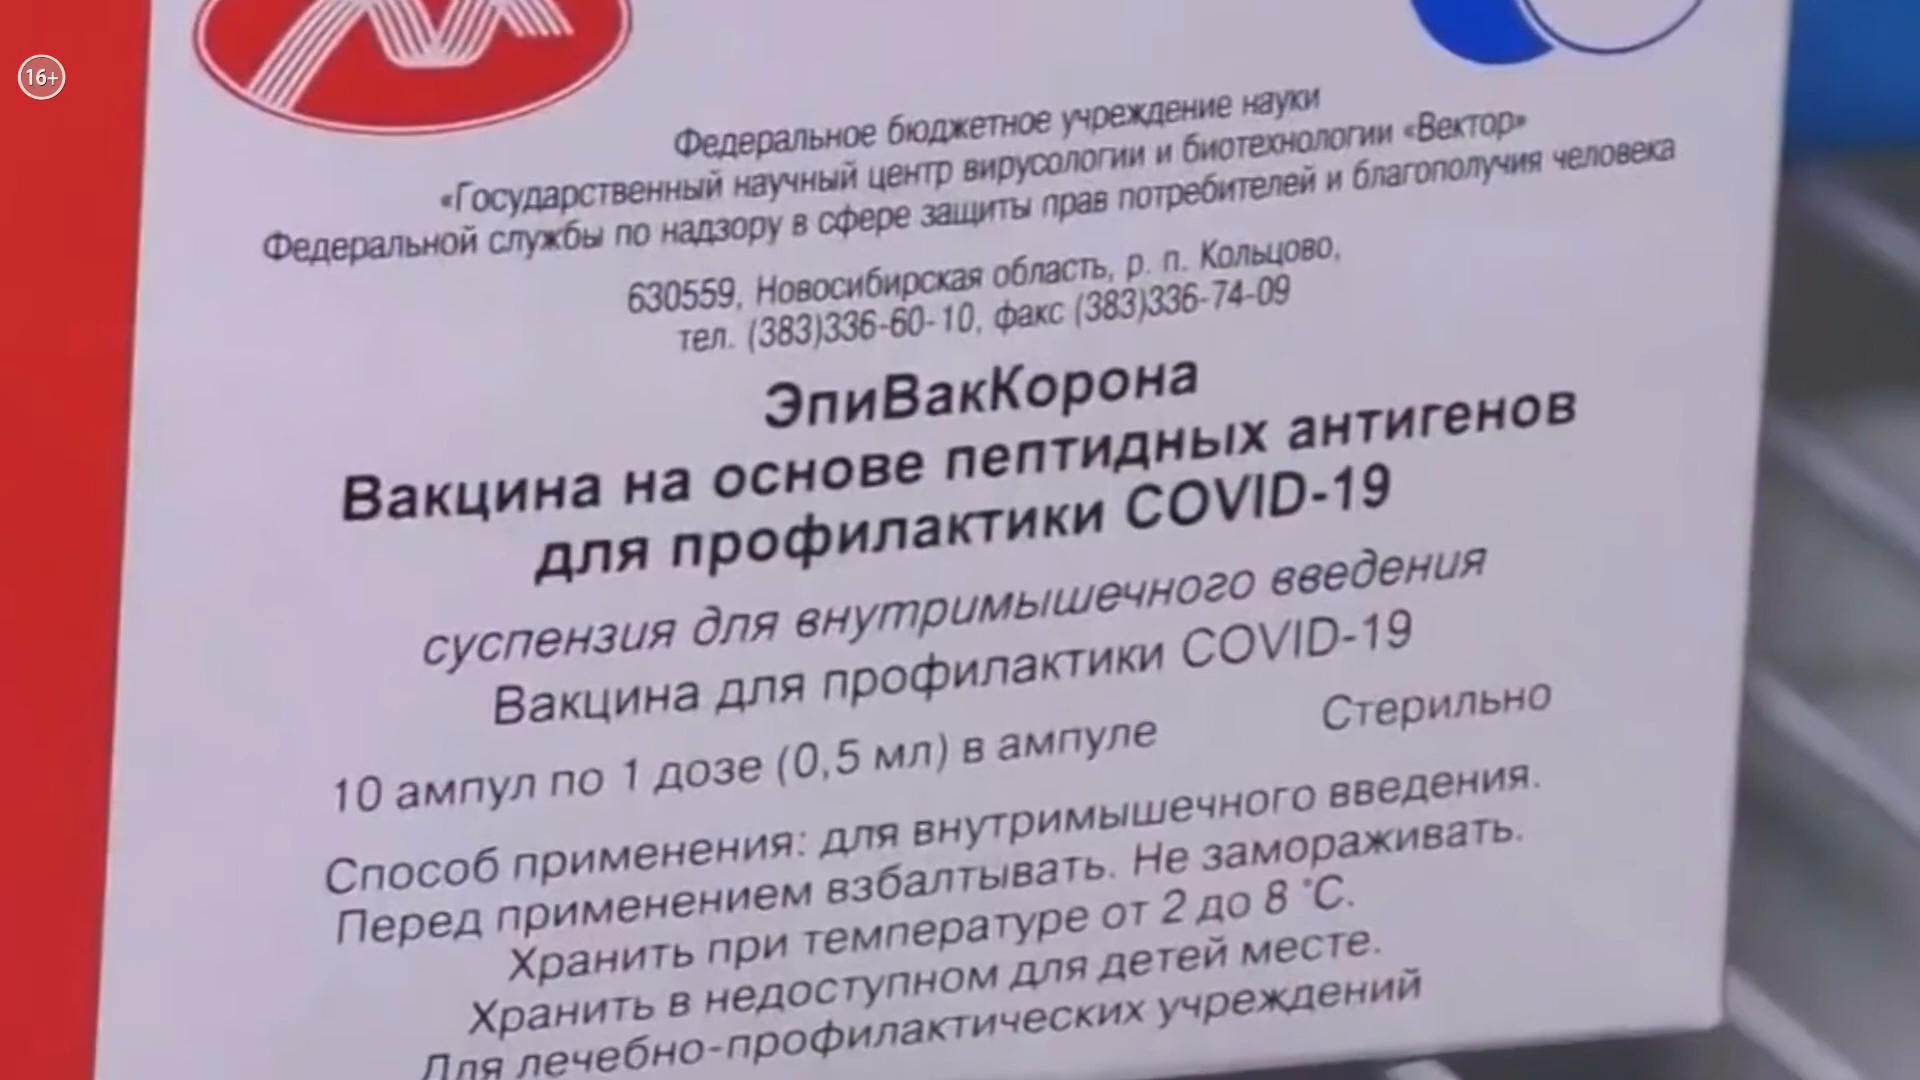 16+
Федеральное бюджетное учреждение науки
«Государственный научный центр вирусологии и биотехнологии «Вектор»
Федеральной службы по надзору в сфере защиты прав потребителей и благополучия человека
630559, Новосибирская область, р. п. Кольцово,
тел. (383)336-60-10, факс (383)336-74-09
ЭпиВакКорона
Вакцина на основе пептидных антигенов
для профилактики COVID-19
суспензия для внутримышечного введения
Вакцина для профилактики COVID-19
10 ампул по 1 дозе (0,5 мл) в ампуле Стерильно
Способ применения: для внутримышечного введения.
Перед применением взбалтывать. Не замораживать.
Хранить при температуре от 2 до 8 °С.
Хранить в недоступном для детей месте.
Для лечебно-профилактических учреждений